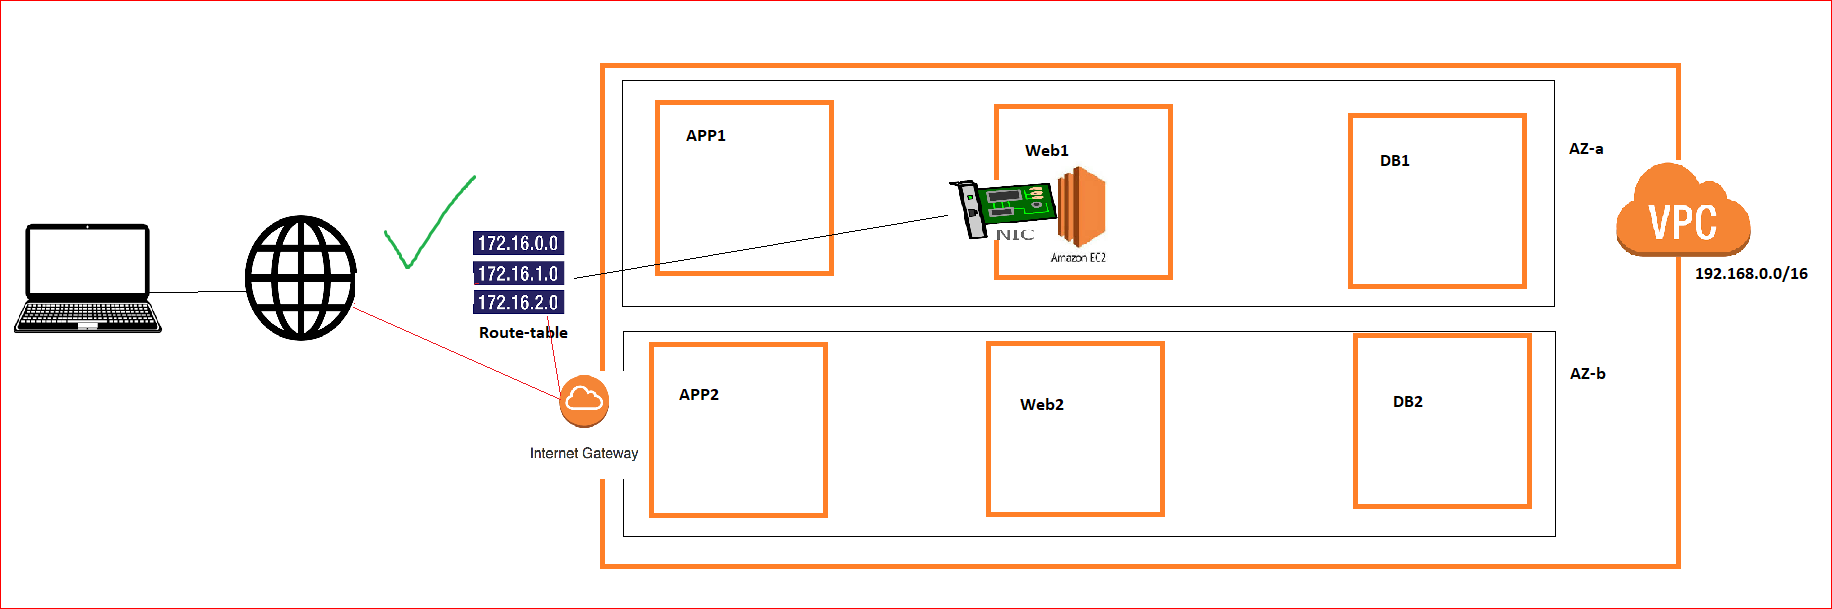 APP1
Web1
DB1
AZ-a
VPC
192.168.0.0/16
NIC
Amazon EC2
172.16.0.0
172.16.1.0
172.16.2.0
Route-table
Internet Gateway
APP2
Web2
DB2
AZ-b